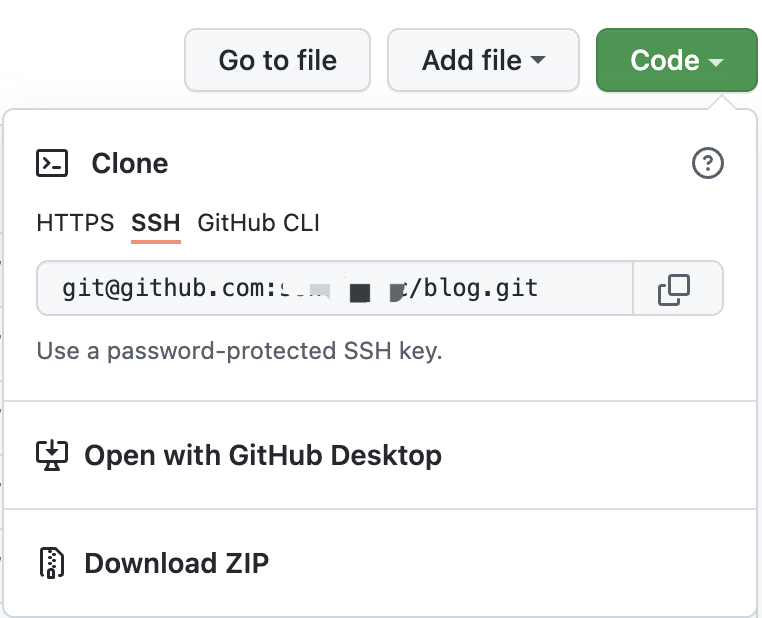 Go to file
Add file
Code
Clone
HTTPS SSH GitHub CLI
git@github.com: /blog.git
Use a password-protected SSH key.
Open with GitHub Desktop
Download ZIP